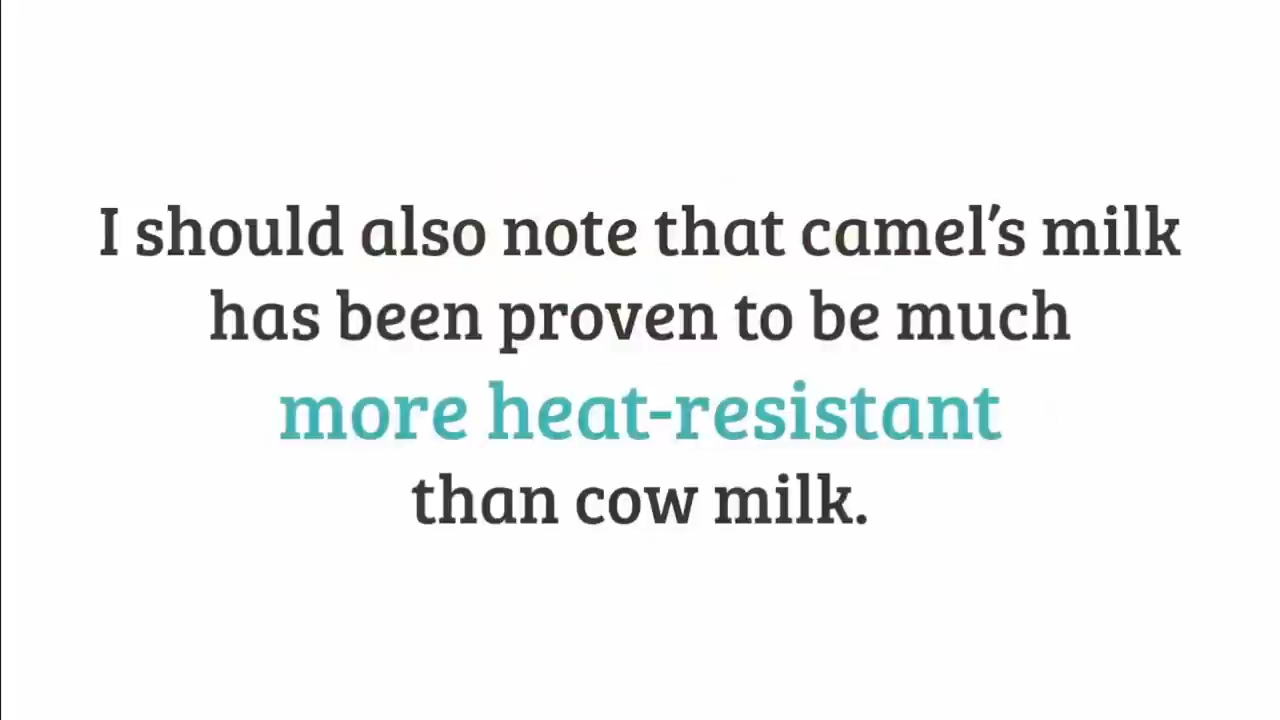 I should also note that camel’s milk
has been proven to be much
more heat-resistant
than cow milk.